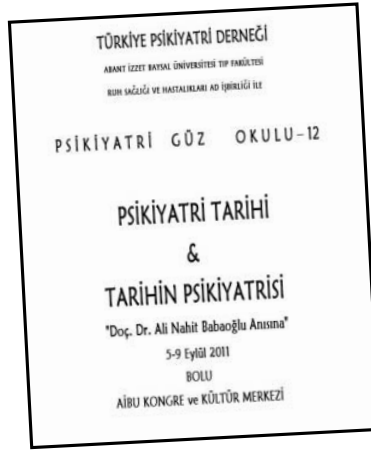 TÜRKİYE PSİKİYATRİ DERNEĞİ
ABANT İZZET BAYSAL ÜNİVERSİTESİ TIP FAKÜLTESİ
RUH SAĞLIĞI VE HASTALIKLARI AD İŞBİRLİĞİ İLE
PSİKİYATRİ GÜZ OKULU-12
PSİKİYATRİ TARİHİ
&
TARİHİN PSİKİYATRİSİ
"Doç. Dr. Ali Nahit Babaoğlu Anısına"
5-9 Eylül 2011
BOLU
AİBU KONGRE ve KÜLTÜR MERKEZİ